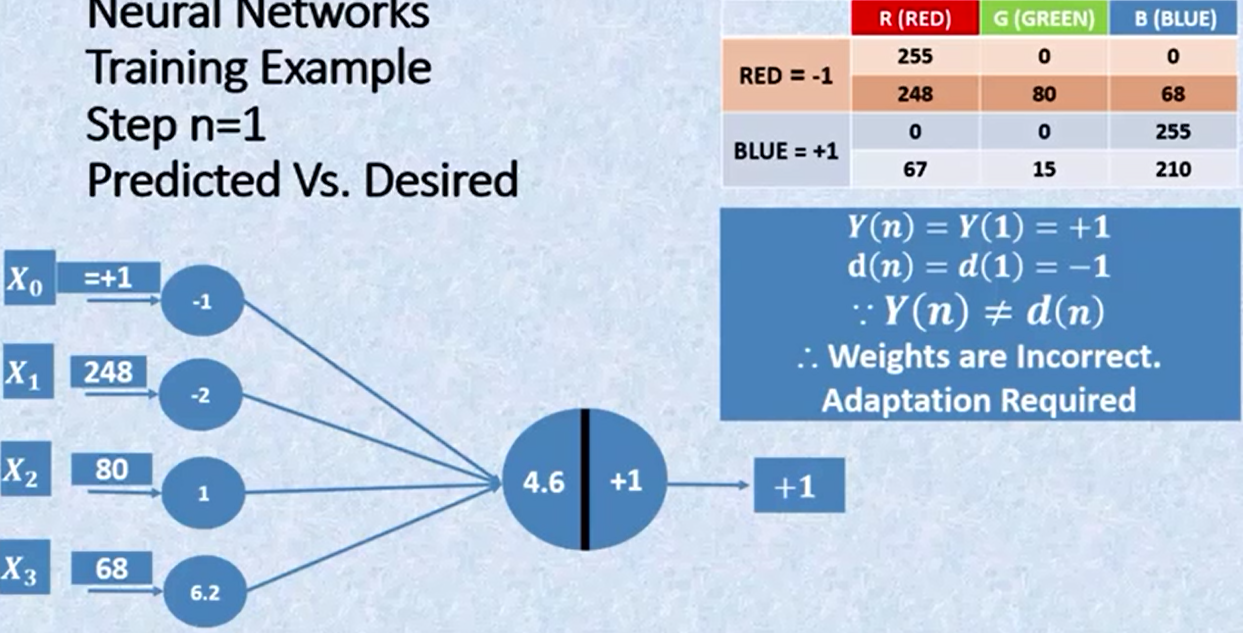 Neural Networks
Training Example
Step n=1
Predicted Vs. Desired
R (RED) G (GREEN) B (BLUE)
RED = -1
255 0 0
248 80 68
BLUE = +1
0 0 255
67 15 210
Y(n) = Y(1) = +1
d(n) = d(1) = −1
∵ Y(n) ≠ d(n)
∴ Weights are Incorrect.
Adaptation Required
X₀ =+1 -1
X₁ 248 -2
X₂ 80 1
X₃ 68 6.2
4.6 +1
+1